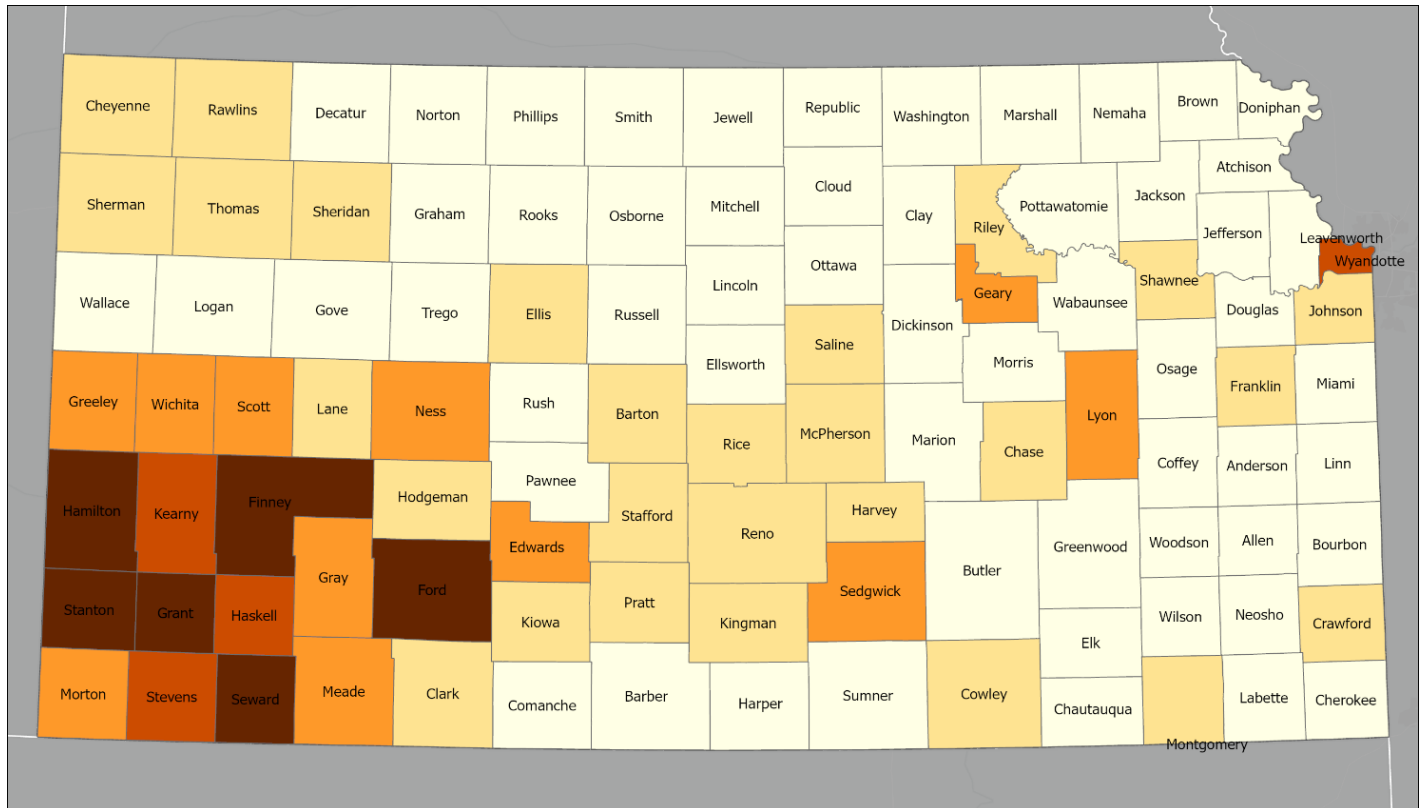 Cheyenne
Rawlins
Decatur
Norton
Phillips
Smith
Jewell
Republic
Washington
Marshall
Nemaha
Brown
Doniphan
Sherman
Thomas
Sheridan
Graham
Rooks
Osborne
Mitchell
Cloud
Clay
Riley
Pottawatomie
Jackson
Atchison
Jefferson
Leavenworth
Wyandotte
Wallace
Logan
Gove
Trego
Ellis
Russell
Lincoln
Ottawa
Dickinson
Geary
Wabaunsee
Shawnee
Douglas
Johnson
Ellsworth
Saline
Morris
Osage
Franklin
Miami
Greeley
Wichita
Scott
Lane
Ness
Rush
Barton
Rice
McPherson
Marion
Chase
Lyon
Coffey
Anderson
Linn
Hamilton
Kearny
Finney
Hodgeman
Pawnee
Stafford
Reno
Harvey
Butler
Greenwood
Woodson
Allen
Bourbon
Gray
Ford
Edwards
Sedgwick
Stanton
Grant
Haskell
Kiowa
Pratt
Kingman
Elk
Wilson
Neosho
Crawford
Morton
Stevens
Seward
Meade
Clark
Comanche
Barber
Harper
Sumner
Cowley
Chautauqua
Montgomery
Labette
Cherokee